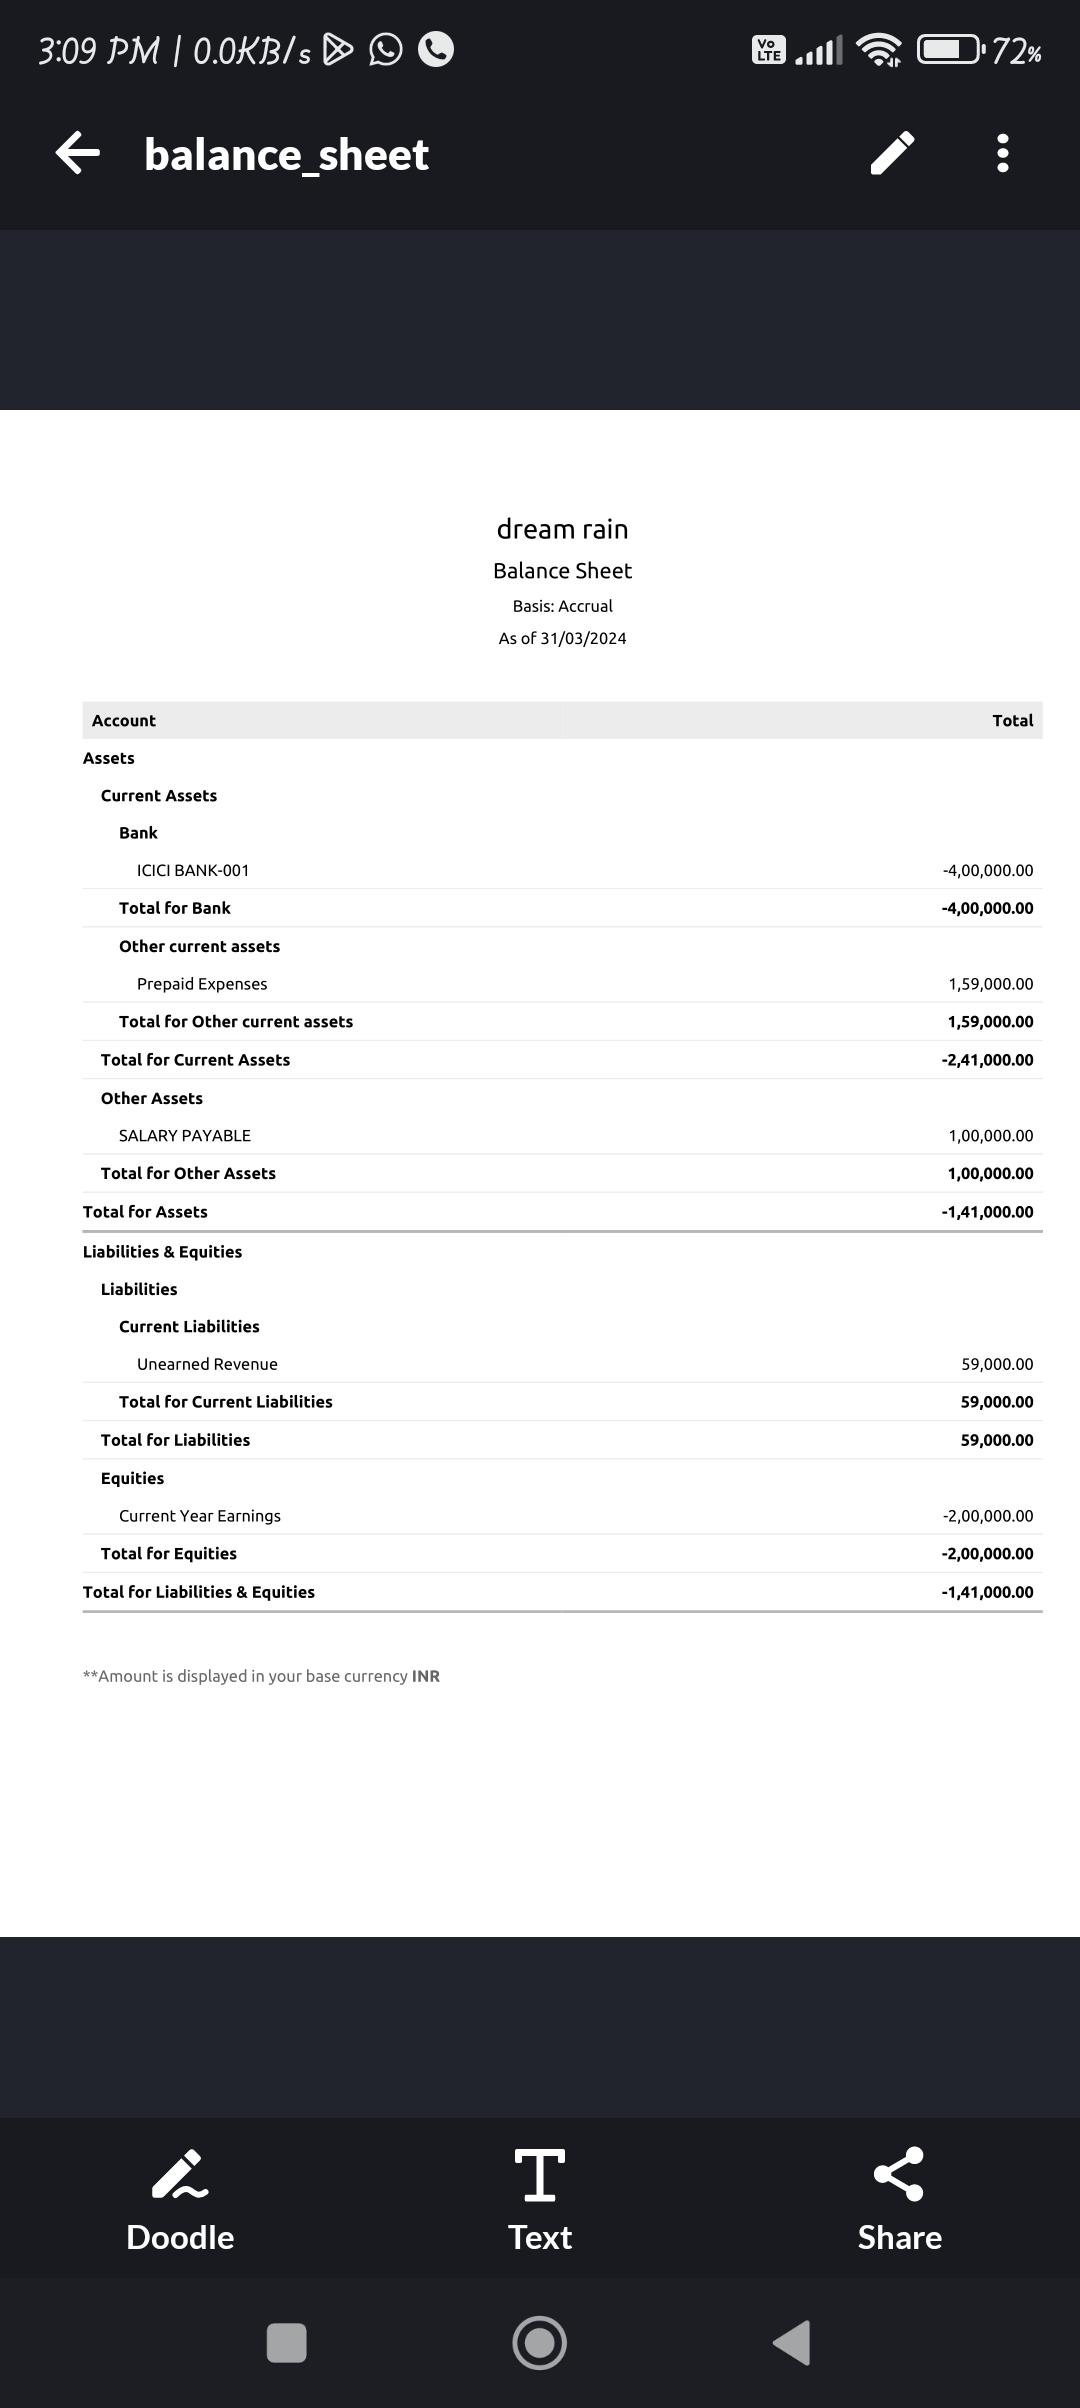 3:09 PM | 0.0KB/s Vo LTE 72%
balance_sheet
dream rain
Balance Sheet
Basis: Accrual
As of 31/03/2024
Account Total
Assets
Current Assets
Bank
ICICI BANK-001 -4,00,000.00
Total for Bank -4,00,000.00
Other current assets
Prepaid Expenses 1,59,000.00
Total for Other current assets 1,59,000.00
Total for Current Assets -2,41,000.00
Other Assets
SALARY PAYABLE 1,00,000.00
Total for Other Assets 1,00,000.00
Total for Assets -1,41,000.00
Liabilities & Equities
Liabilities
Current Liabilities
Unearned Revenue 59,000.00
Total for Current Liabilities 59,000.00
Total for Liabilities 59,000.00
Equities
Current Year Earnings -2,00,000.00
Total for Equities -2,00,000.00
Total for Liabilities & Equities -1,41,000.00
**Amount is displayed in your base currency INR
Doodle Text Share